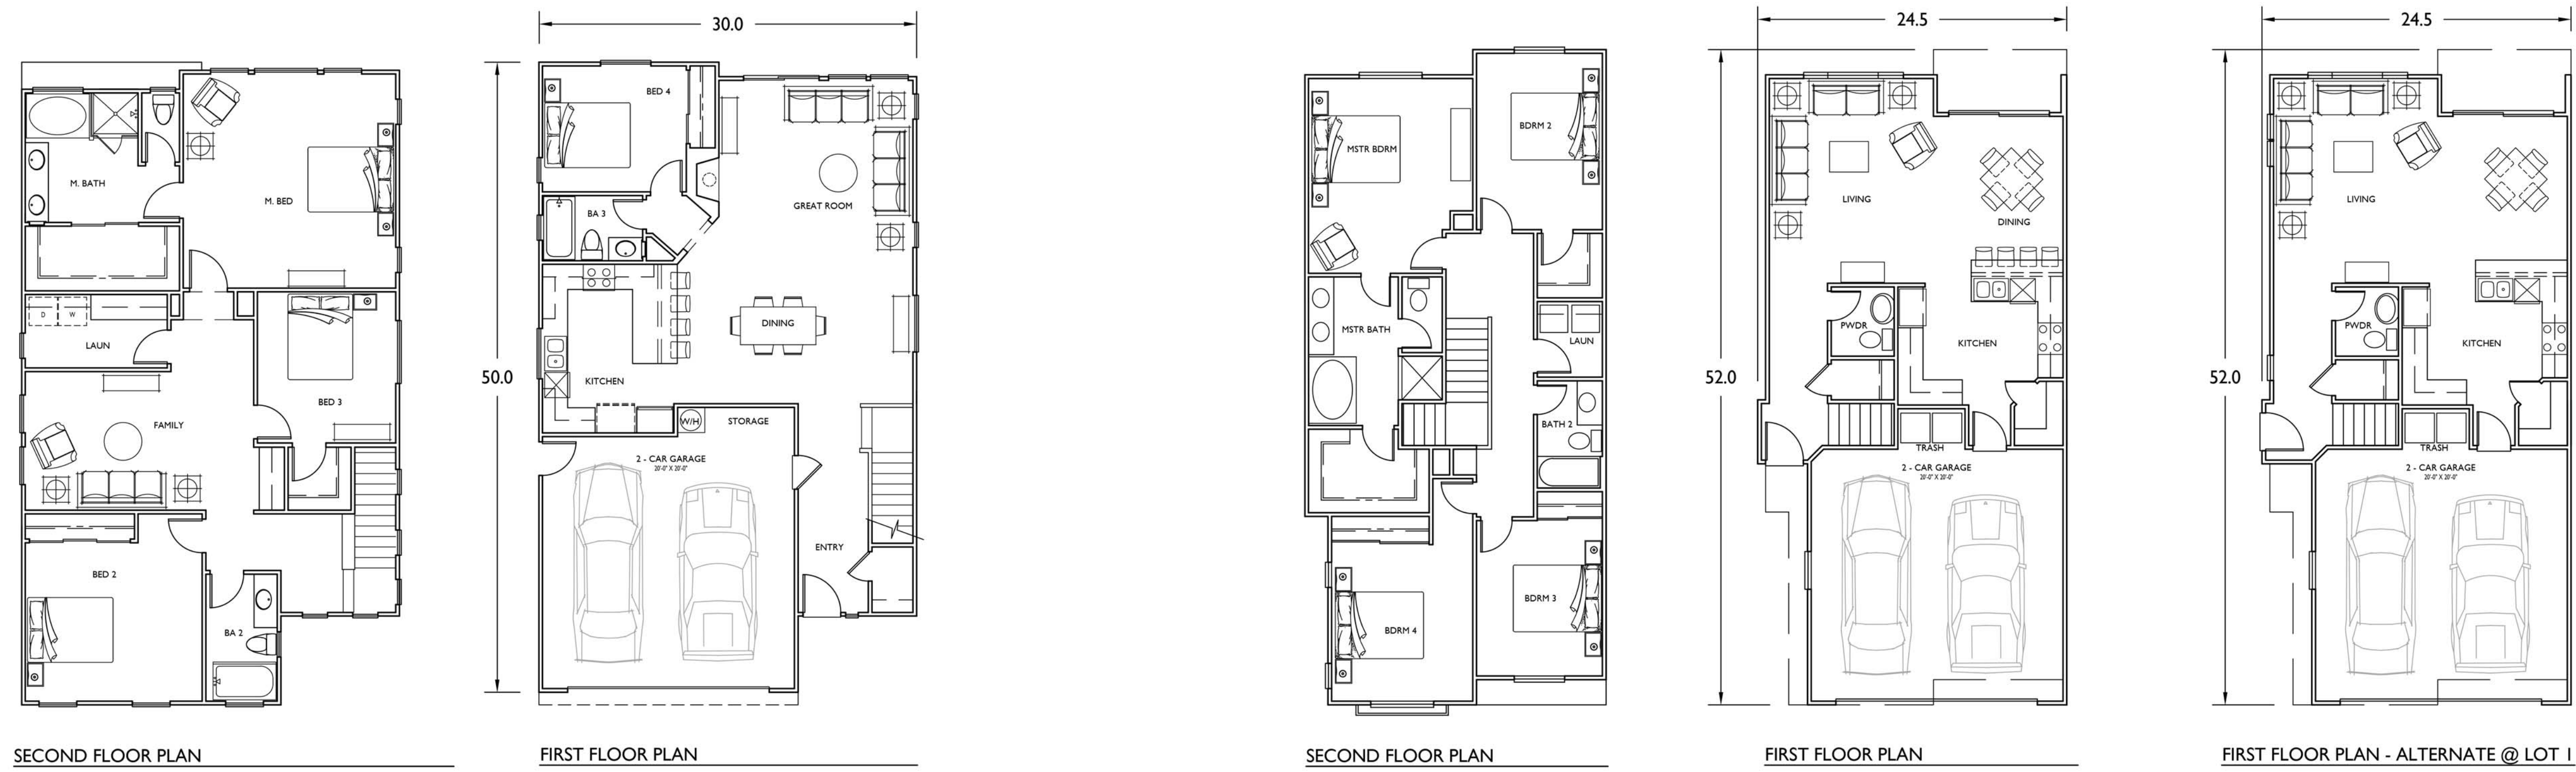 M. BATH
M. BED
D
W
LAUN
BED 3
FAMILY
BED 2
BA 2
SECOND FLOOR PLAN
30.0
50.0
BED 4
BA 3
GREAT ROOM
DINING
KITCHEN
W/H
STORAGE
2 - CAR GARAGE
20'-0" X 20'-0"
ENTRY
FIRST FLOOR PLAN
BDRM 2
MSTR BDRM
MSTR BATH
LAUN
BATH 2
BDRM 3
BDRM 4
SECOND FLOOR PLAN
24.5
52.0
LIVING
DINING
PWDR
KITCHEN
TRASH
2 - CAR GARAGE
20'-0" X 20'-0"
FIRST FLOOR PLAN
24.5
52.0
LIVING
PWDR
KITCHEN
TRASH
2 - CAR GARAGE
20'-0" X 20'-0"
FIRST FLOOR PLAN - ALTERNATE @ LOT 1